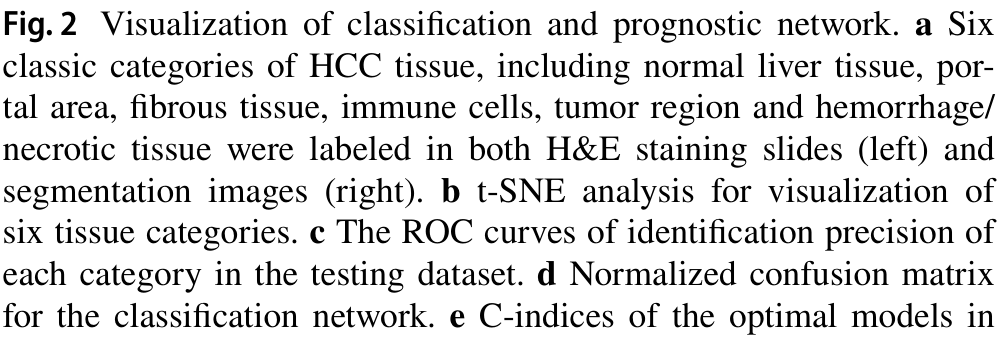 Fig. 2 Visualization of classification and prognostic network. a Six
classic categories of HCC tissue, including normal liver tissue, por-
tal area, fibrous tissue, immune cells, tumor region and hemorrhage/
necrotic tissue were labeled in both H&E staining slides (left) and
segmentation images (right). b t-SNE analysis for visualization of
six tissue categories. c The ROC curves of identification precision of
each category in the testing dataset. d Normalized confusion matrix
for the classification network. e C-indices of the optimal models in